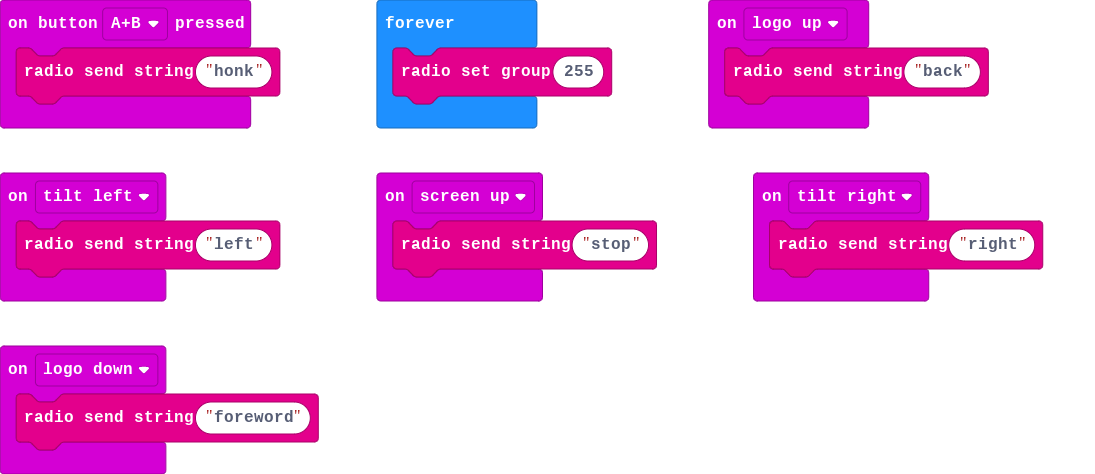 on button A+B pressed
radio send string "honk"
forever
radio set group 255
on logo up
radio send string "back"
on tilt left
radio send string "left"
on screen up
radio send string "stop"
on tilt right
radio send string "right"
on logo down
radio send string "foreword"